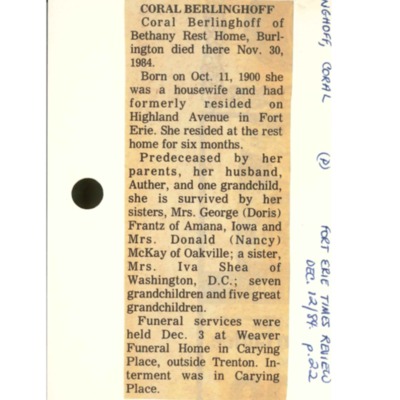 CORAL BERLINGHOFF
Coral Berlinghoff of
Bethany Rest Home, Burl-
ington died there Nov. 30,
1984.
Born on Oct. 11, 1900 she
was a housewife and had
formerly resided on
Highland Avenue in Fort
Erie. She resided at the rest
home for six months.
Predeceased by her
parents, her husband,
Auther, and one grandchild,
she is survived by her
sisters, Mrs. George (Doris)
Frantz of Amana, Iowa and
Mrs. Donald (Nancy)
McKay of Oakville; a sister,
Mrs. Iva Shea of
Washington, D.C.; seven
grandchildren and five great
grandchildren.
Funeral services were
held Dec. 3 at Weaver
Funeral Home in Carying
Place, outside Trenton. In-
terment was in Carying
Place.
NGHOFF, CORAL (P) FORT ERIE TIMES REVIEW
DEC. 12/84. p.22